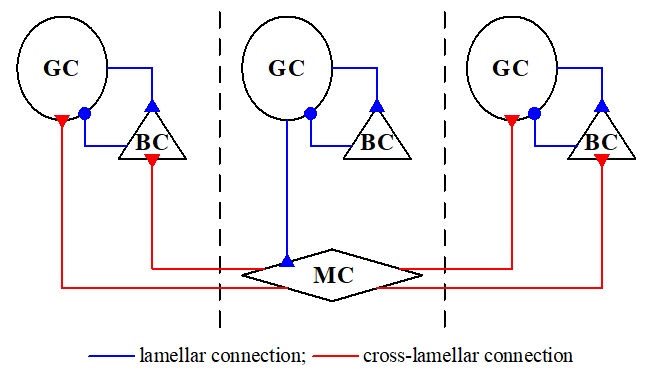 GC GC GC
BC BC BC
MC
lamellar connection; cross-lamellar connection